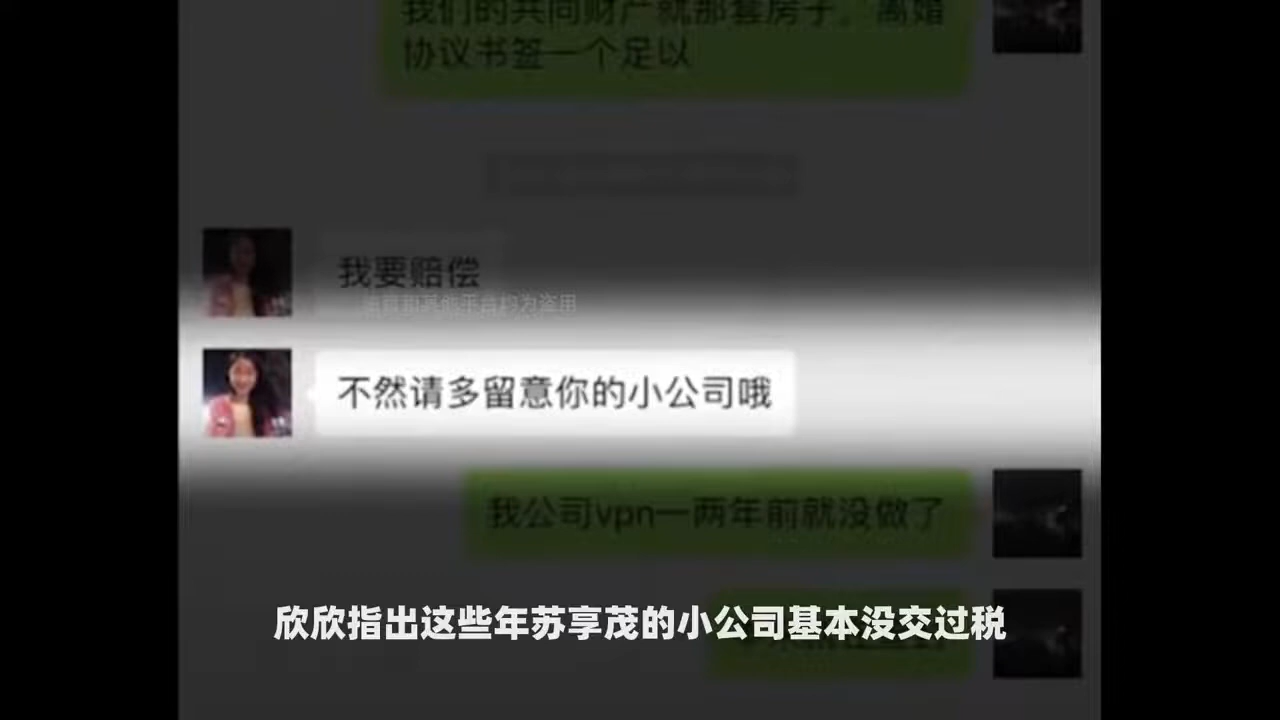 我们的共同财产就那套房子。离婚
协议书签一个足以
我要赔偿
不然请多留意你的小公司哦
我公司vpn一两年前就没做了
欣欣指出这些年苏享茂的小公司基本没交过税